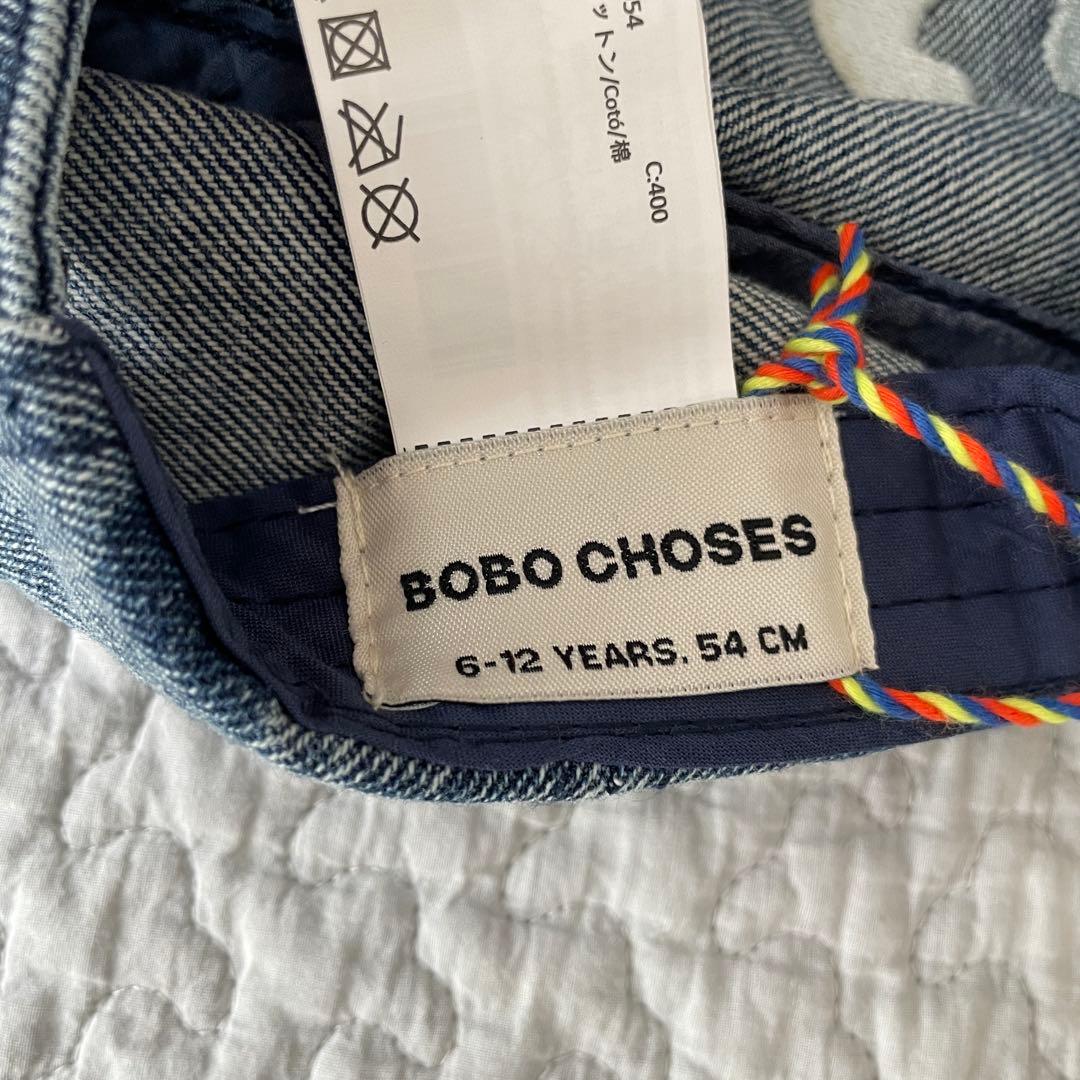 54
ットン/Cotó/棉
C:400
BOBO CHOSES
6-12 YEARS. 54 CM